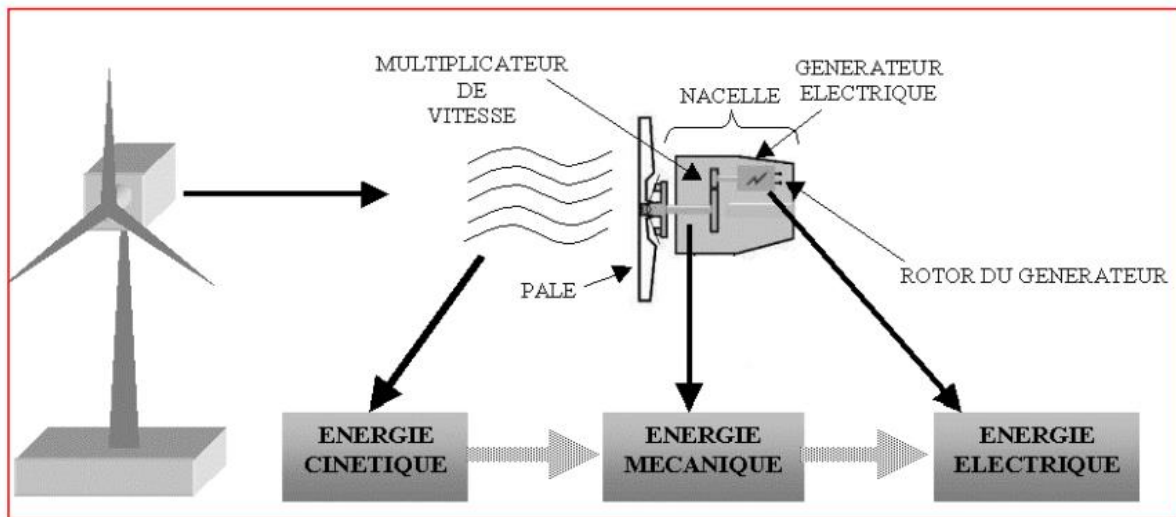 MULTIPLICATEUR
DE
VITESSE
NACELLE
GENERATEUR
ELECTRIQUE
PALE
ROTOR DU GENERATEUR
ENERGIE
CINETIQUE
ENERGIE
MECANIQUE
ENERGIE
ELECTRIQUE